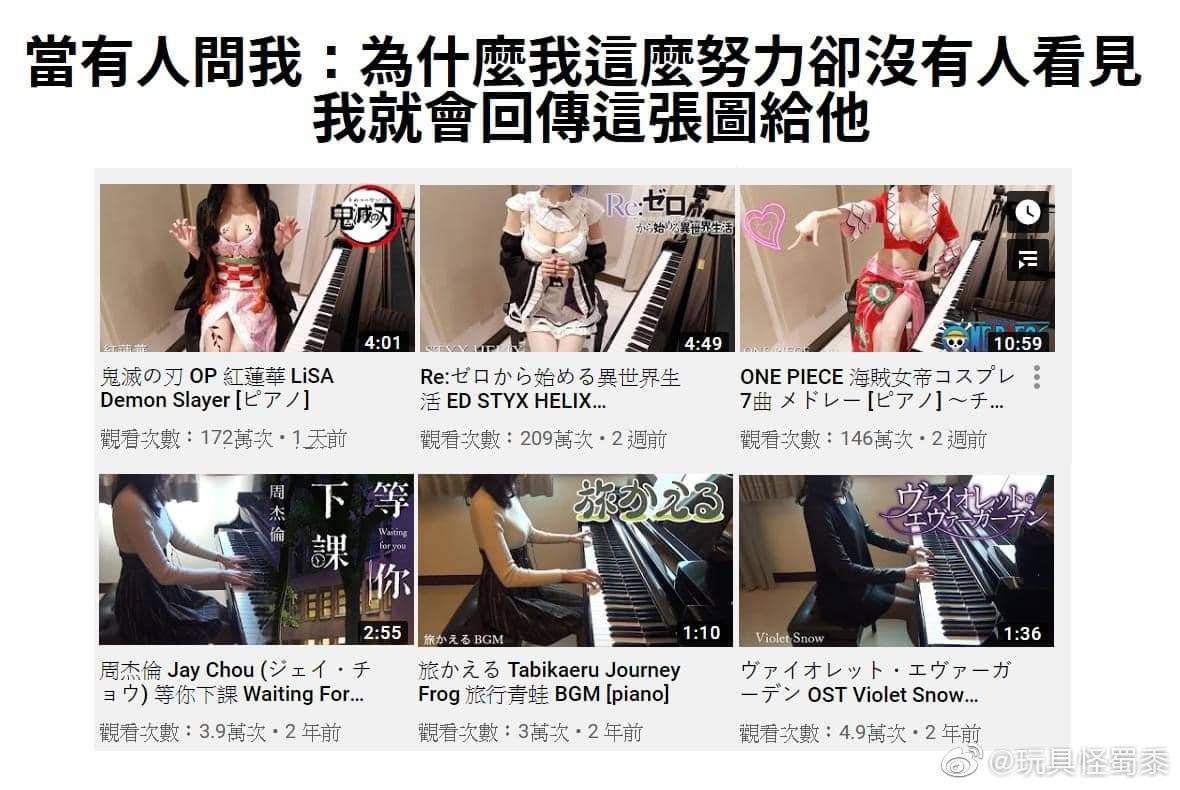 當有人問我：為什麼我這麼努力卻沒有人看見
我就會回傳這張圖給他
鬼滅の刃
4:01
Re:ゼロ
から始める異世界生活
STYX HELIX
4:49
ONE PIECE
10:59
鬼滅の刃 OP 紅蓮華 LiSA
Demon Slayer [ピアノ]
觀看次數：172萬次・1 天前
Re:ゼロから始める異世界生
活 ED STYX HELIX...
觀看次數：209萬次・2 週前
ONE PIECE 海賊女帝コスプレ
7曲 メドレー [ピアノ] ～チ...
觀看次數：146萬次・2 週前
等你下課
周杰倫
Waiting
for you
2:55
旅かえる
旅かえる BGM
1:10
ヴァイオレット・
エヴァーガーデン
Violet Snow
1:36
周杰倫 Jay Chou (ジェイ・チ
ョウ) 等你下課 Waiting For...
觀看次數：3.9萬次・2 年前
旅かえる Tabikaeru Journey
Frog 旅行青蛙 BGM [piano]
觀看次數：3萬次・2 年前
ヴァイオレット・エヴァーガ
ーデン OST Violet Snow...
觀看次數：4.9萬次・2 年前
@玩具怪蜀黍